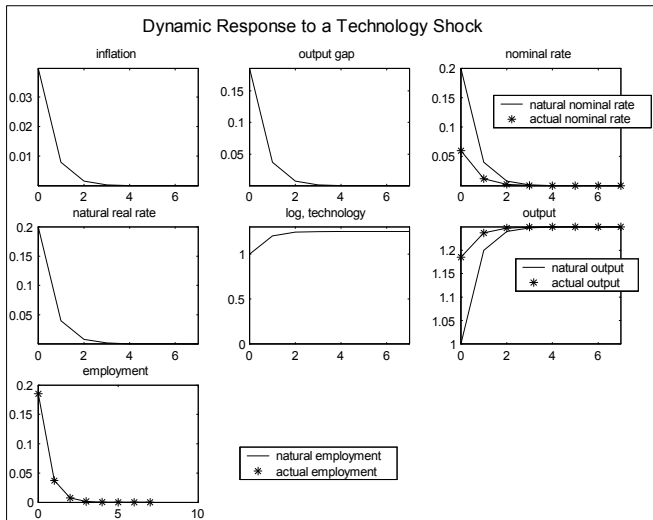 Dynamic Response to a Technology Shock
inflation
0.03
0.02
0.01
0 2 4 6
output gap
0.15
0.1
0.05
0 2 4 6
nominal rate
0.2
0.15
0.1
0.05
0
0 2 4 6
natural nominal rate
actual nominal rate
natural real rate
0.2
0.15
0.1
0.05
0 2 4 6
log, technology
1
0.5
0
0 2 4 6
output
1.2
1.15
1.1
1.05
1
0 2 4 6
natural output
actual output
employment
0.2
0.15
0.1
0.05
0
0 5 10
natural employment
actual employment